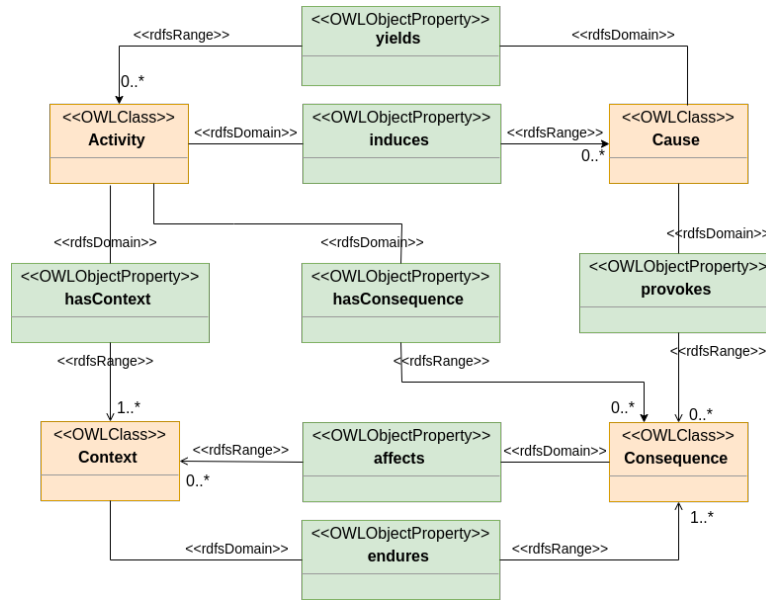 <<OWLObjectProperty>>
yields
<<rdfsRange>>
<<rdfsDomain>>
0..*
<<OWLClass>>
Activity
<<rdfsDomain>>
<<OWLObjectProperty>>
induces
<<rdfsRange>>
0..*
<<OWLClass>>
Cause
<<rdfsDomain>>
<<rdfsDomain>>
<<rdfsDomain>>
<<OWLObjectProperty>>
hasContext
<<OWLObjectProperty>>
hasConsequence
<<OWLObjectProperty>>
provokes
<<rdfsRange>>
<<rdfsRange>>
<<rdfsRange>>
1..*
0..*
0..*
<<OWLClass>>
Context
<<rdfsRange>>
0..*
<<OWLObjectProperty>>
affects
<<rdfsDomain>>
<<OWLClass>>
Consequence
1..*
<<rdfsDomain>>
<<OWLObjectProperty>>
endures
<<rdfsRange>>